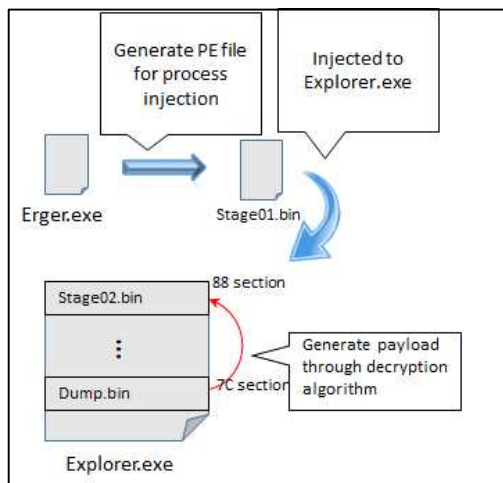 Generate PE file
for process
injection
Injected to
Explorer.exe
Erger.exe
Stage01.bin
88 section
Stage02.bin
Generate payload
through decryption
algorithm
7C section
Dump.bin
Explorer.exe